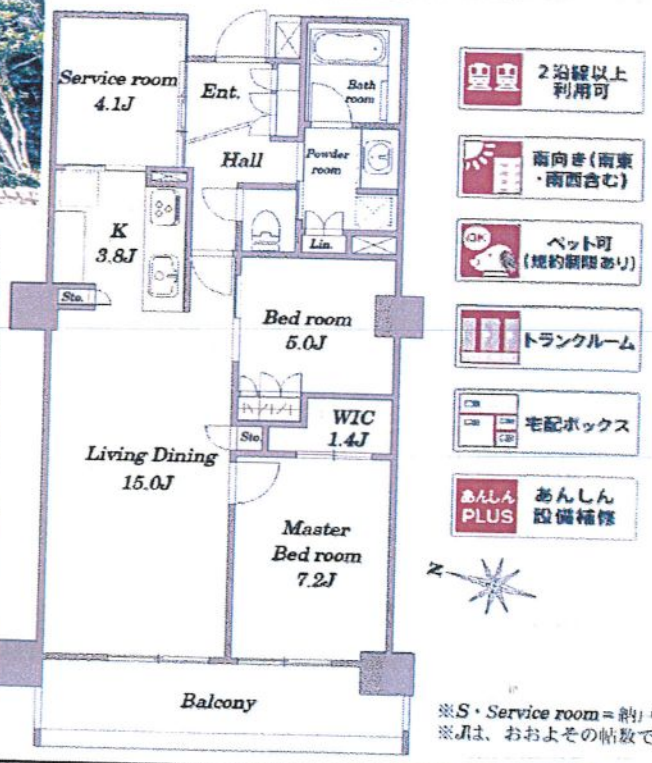 Service room
4.1J
Ent.
Bath
room
Hall
Powder
room
K
3.8J
Lin.
Sto.
Bed room
5.0J
WIC
1.4J
Sto.
Living Dining
15.0J
Master
Bed room
7.2J
Balcony
2沿線以上
利用可
南向き(南東
・南西含む)
OK
ペット可
(規約制限あり)
トランクルーム
宅配ボックス
あんしん
PLUS
あんしん
設備補修
N
※S・Service room=納戸
※Jは、おおよその帖数で